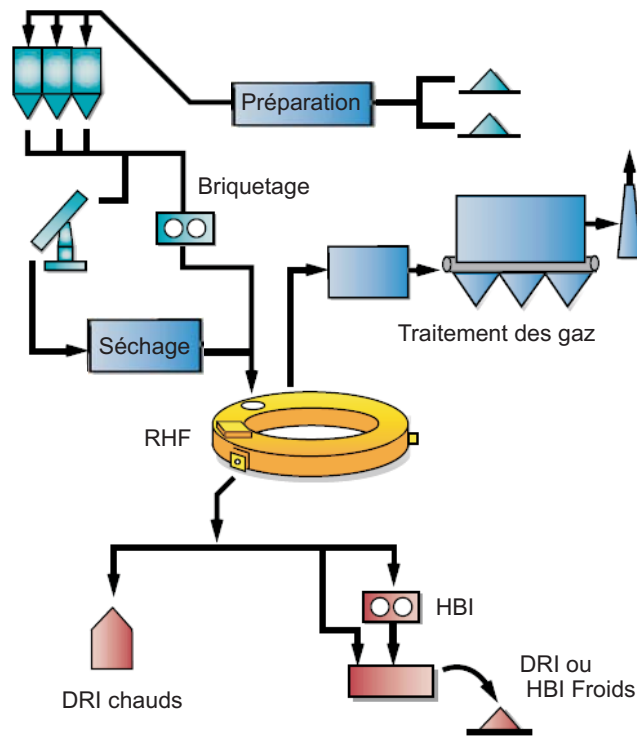 Préparation
Briquetage
Traitement des gaz
Séchage
RHF
HBI
DRI chauds
DRI ou
HBI Froids